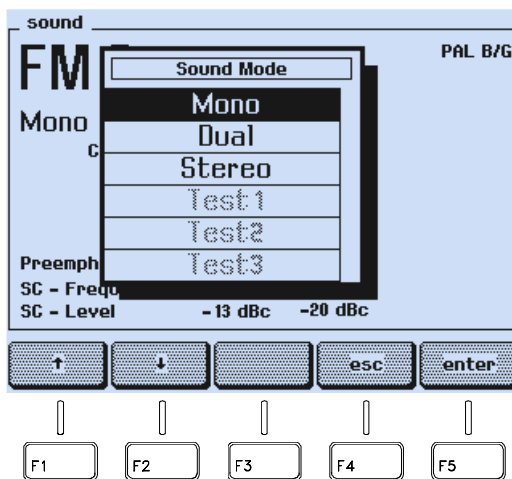 sound
FM
PAL B/G
Sound Mode
Mono
Mono
Dual
C
Stereo
Test1
Test2
Test3
Preemph
SC - Frequ
SC - Level -13 dBc -20 dBc
↑ ↓ esc enter
F1 F2 F3 F4 F5